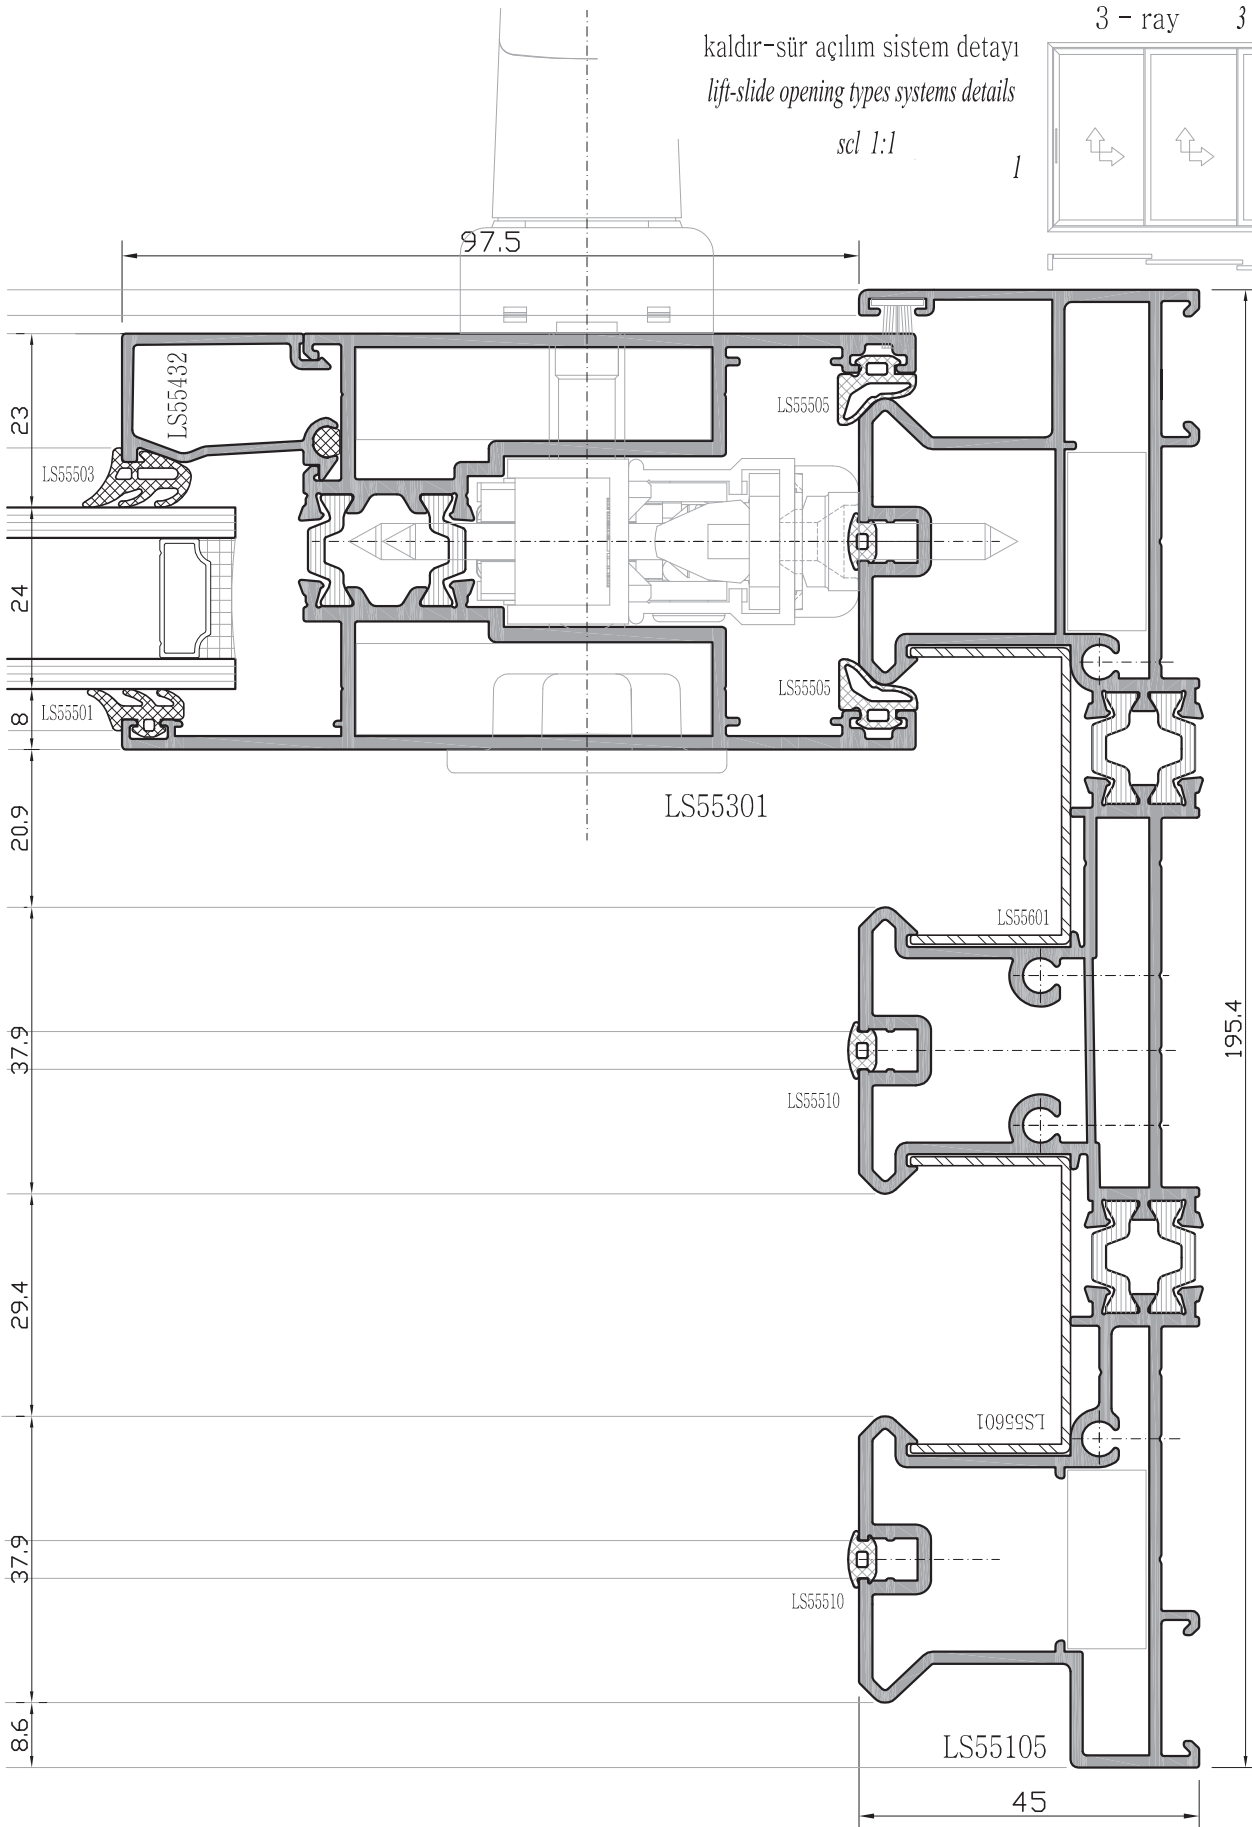 3 - ray 3
kaldır-sür açılım sistem detayı
lift-slide opening types systems details
scl 1:1
1
97.5
LS55432
23
LS55505
LS55503
24
LS55505
8
LS55501
LS55301
20.9
LS55601
195.4
37.9
LS55510
29.4
LS55601
37.9
LS55510
8.6
LS55105
45